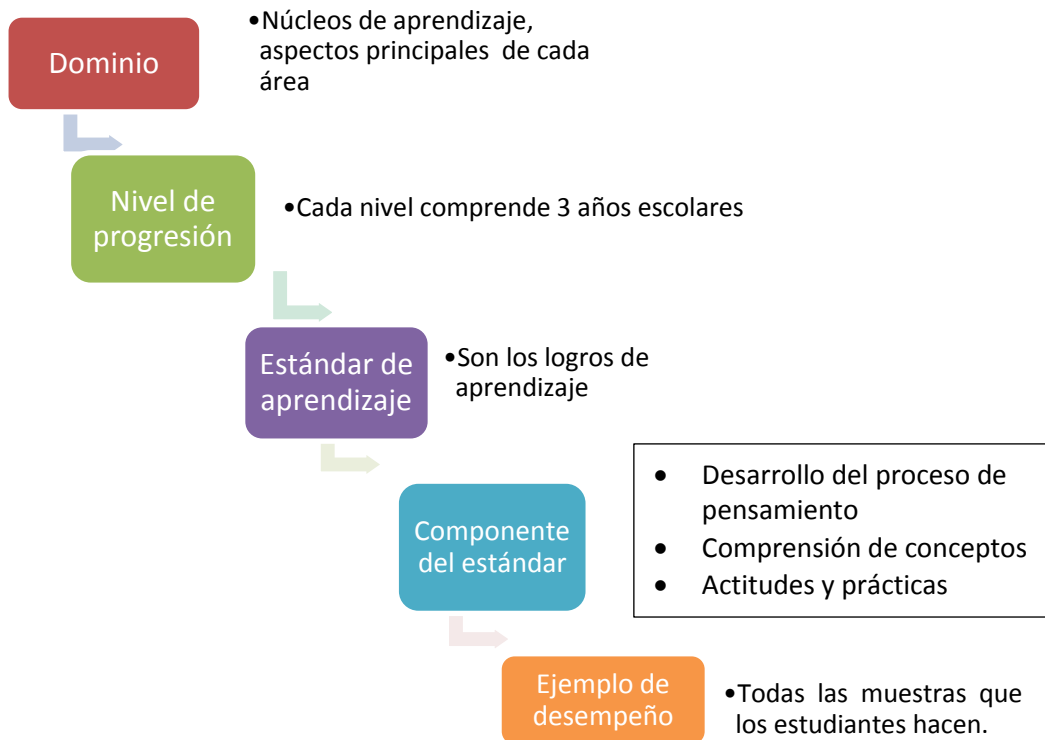 Dominio
•Núcleos de aprendizaje,
aspectos principales de cada
área
Nivel de
progresión
•Cada nivel comprende 3 años escolares
Estándar de
aprendizaje
•Son los logros de
aprendizaje
Componente
del estándar
• Desarrollo del proceso de
pensamiento
• Comprensión de conceptos
• Actitudes y prácticas
Ejemplo de
desempeño
•Todas las muestras que
los estudiantes hacen.